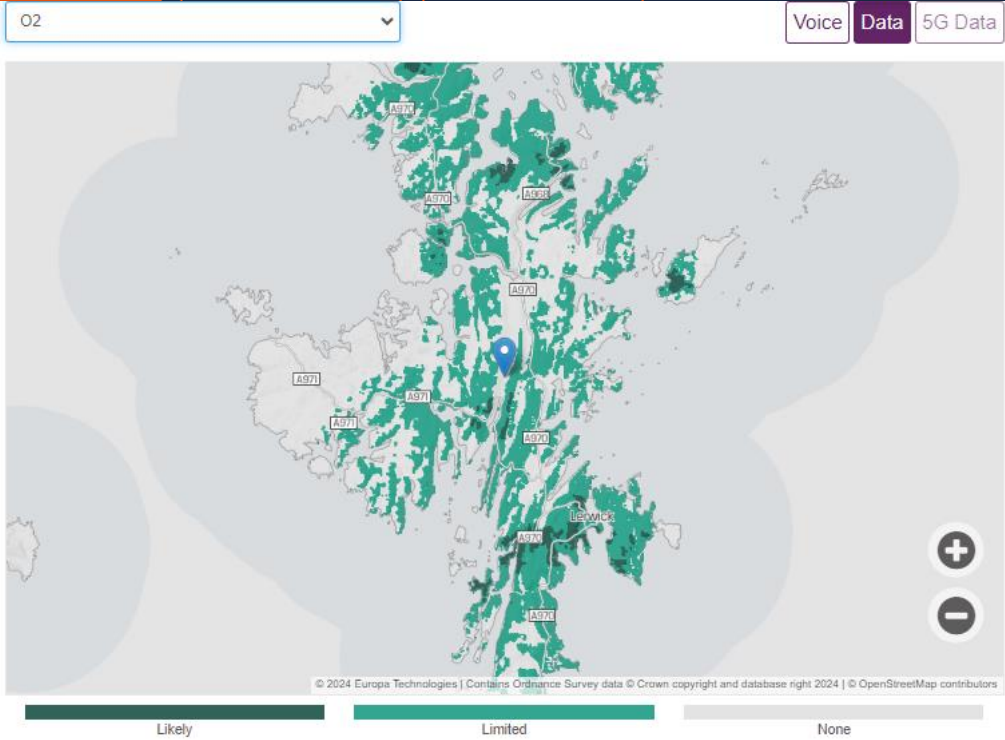 O2
Voice
Data
5G Data
A970
A970
A968
A970
A971
A971
A971
A970
Lerwick
A970
A970
© 2024 Europa Technologies | Contains Ordnance Survey data © Crown copyright and database right 2024 | © OpenStreetMap contributors
Likely
Limited
None